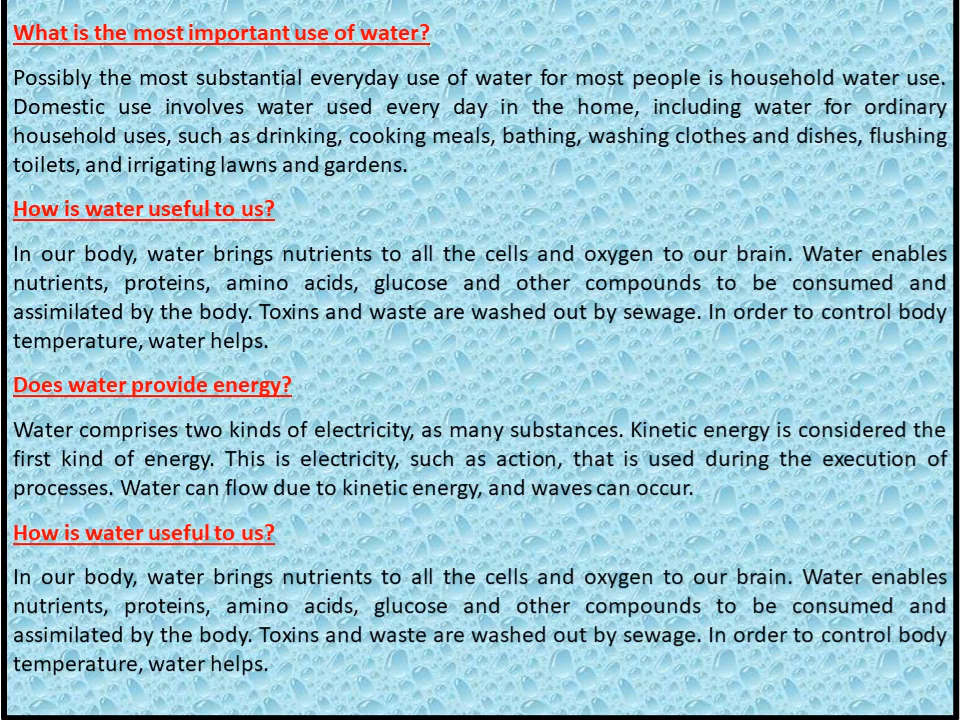 What is the most important use of water?
Possibly the most substantial everyday use of water for most people is household water use.
Domestic use involves water used every day in the home, including water for ordinary
household uses, such as drinking, cooking meals, bathing, washing clothes and dishes, flushing
toilets, and irrigating lawns and gardens.
How is water useful to us?
In our body, water brings nutrients to all the cells and oxygen to our brain. Water enables
nutrients, proteins, amino acids, glucose and other compounds to be consumed and
assimilated by the body. Toxins and waste are washed out by sewage. In order to control body
temperature, water helps.
Does water provide energy?
Water comprises two kinds of electricity, as many substances. Kinetic energy is considered the
first kind of energy. This is electricity, such as action, that is used during the execution of
processes. Water can flow due to kinetic energy, and waves can occur.
How is water useful to us?
In our body, water brings nutrients to all the cells and oxygen to our brain. Water enables
nutrients, proteins, amino acids, glucose and other compounds to be consumed and
assimilated by the body. Toxins and waste are washed out by sewage. In order to control body
temperature, water helps.